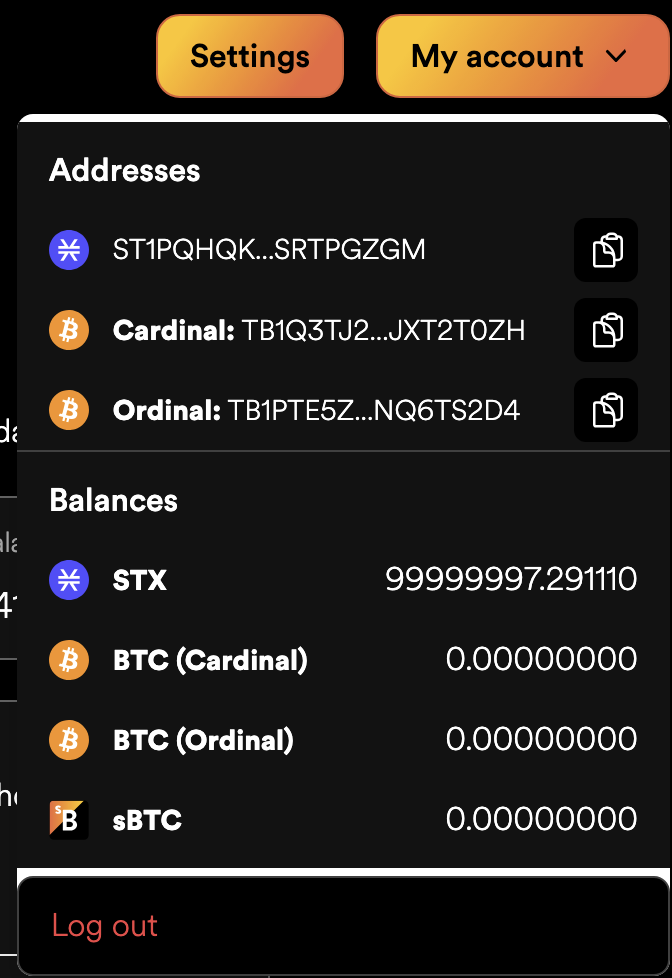 Settings
My account
Addresses
ST1PQHQK...SRTPGZGM
Cardinal: TB1Q3TJ2...JXT2T0ZH
Ordinal: TB1PTE5Z...NQ6TS2D4
Balances
STX 99999997.291110
BTC (Cardinal) 0.00000000
BTC (Ordinal) 0.00000000
sBTC 0.00000000
Log out